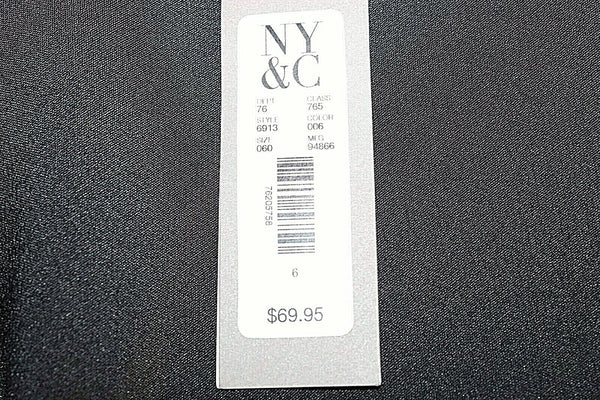 NY
&C
DEPT CLASS
76 765
STYLE COLOR
6913 006
SIZE MFG
060 94866
76205758
6
$69.95